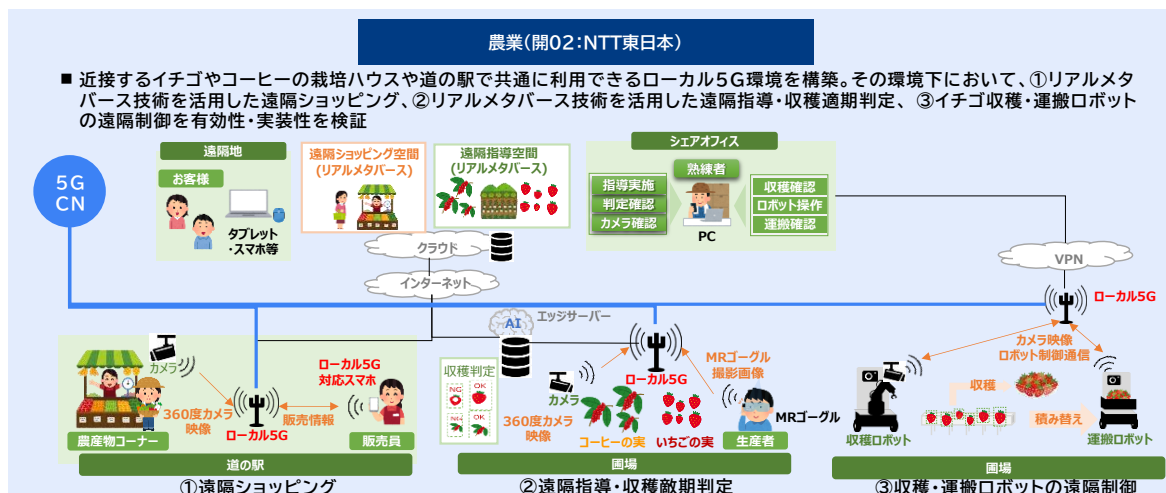 農業(開02:NTT東日本)
■ 近接するイチゴやコーヒーの栽培ハウスや道の駅で共通に利用できるローカル5G環境を構築。その環境下において、①リアルメタ
バース技術を活用した遠隔ショッピング、②リアルメタバース技術を活用した遠隔指導・収穫適期判定、 ③イチゴ収穫・運搬ロボット
の遠隔制御を有効性・実装性を検証
5G
CN
遠隔地
お客様
タブレット
・スマホ等
遠隔ショッピング空間
(リアルメタバース)
遠隔指導空間
(リアルメタバース)
シェアオフィス
指導実施
判定確認
カメラ確認
熟練者
PC
収穫確認
ロボット操作
運搬確認
クラウド
インターネット
VPN
AI
エッジサーバー
ローカル5G
カメラ
360度カメラ
映像
農産物コーナー
ローカル5G
販売情報
ローカル5G
対応スマホ
販売員
道の駅
①遠隔ショッピング
収穫判定
NG
OK
NG
OK
カメラ
360度カメラ
映像
ローカル5G
コーヒーの実
いちごの実
MRゴーグル
撮影画像
MRゴーグル
生産者
圃場
②遠隔指導・収穫敵期判定
カメラ映像
ロボット制御通信
収穫
積み替え
収穫ロボット
運搬ロボット
圃場
③収穫・運搬ロボットの遠隔制御